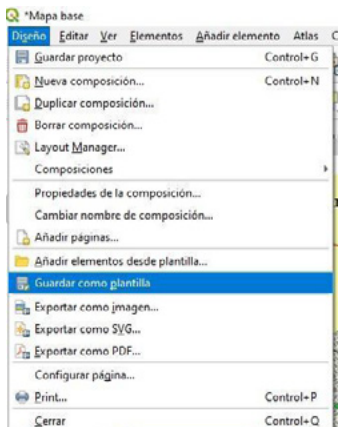 *Mapa base
Diseño Editar Ver Elementos Añadir elemento Atlas
Guardar proyecto Control+G
Nueva composición... Control+N
Duplicar composición...
Borrar composición...
Layout Manager...
Composiciones
Propiedades de la composición...
Cambiar nombre de composición...
Añadir páginas...
Añadir elementos desde plantilla...
Guardar como plantilla
Exportar como imagen...
Exportar como SVG...
Exportar como PDF...
Configurar página...
Print... Control+P
Cerrar Control+Q